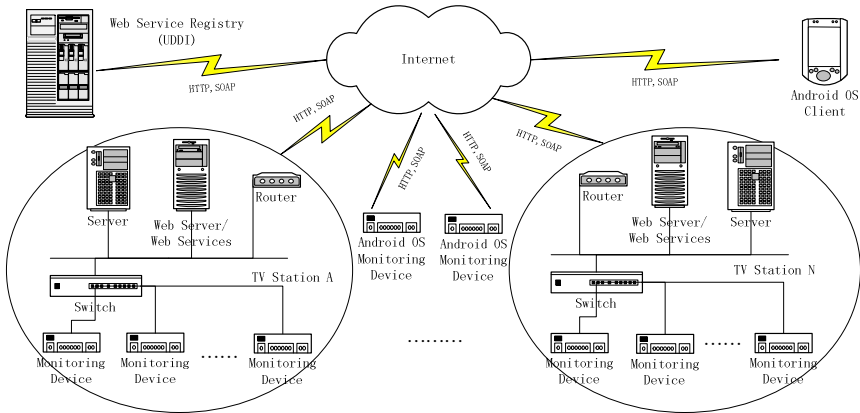 Web Service Registry
(UDDI)
Internet
HTTP, SOAP
HTTP, SOAP
Android OS
Client
HTTP, SOAP
HTTP, SOAP
HTTP, SOAP
HTTP, SOAP
Server
Web Server/
Web Services
Router
TV Station A
Switch
Monitoring
Device
Monitoring
Device
......
Monitoring
Device
Android OS
Monitoring
Device
Android OS
Monitoring
Device
.........
Router
Web Server/
Web Services
Server
TV Station N
Switch
Monitoring
Device
Monitoring
Device
......
Monitoring
Device